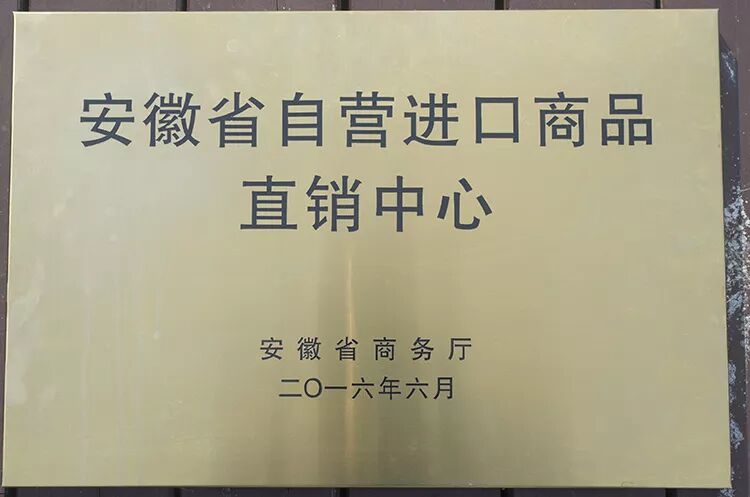 安徽省自营进口商品
直销中心
安徽省商务厅
二〇一六年六月